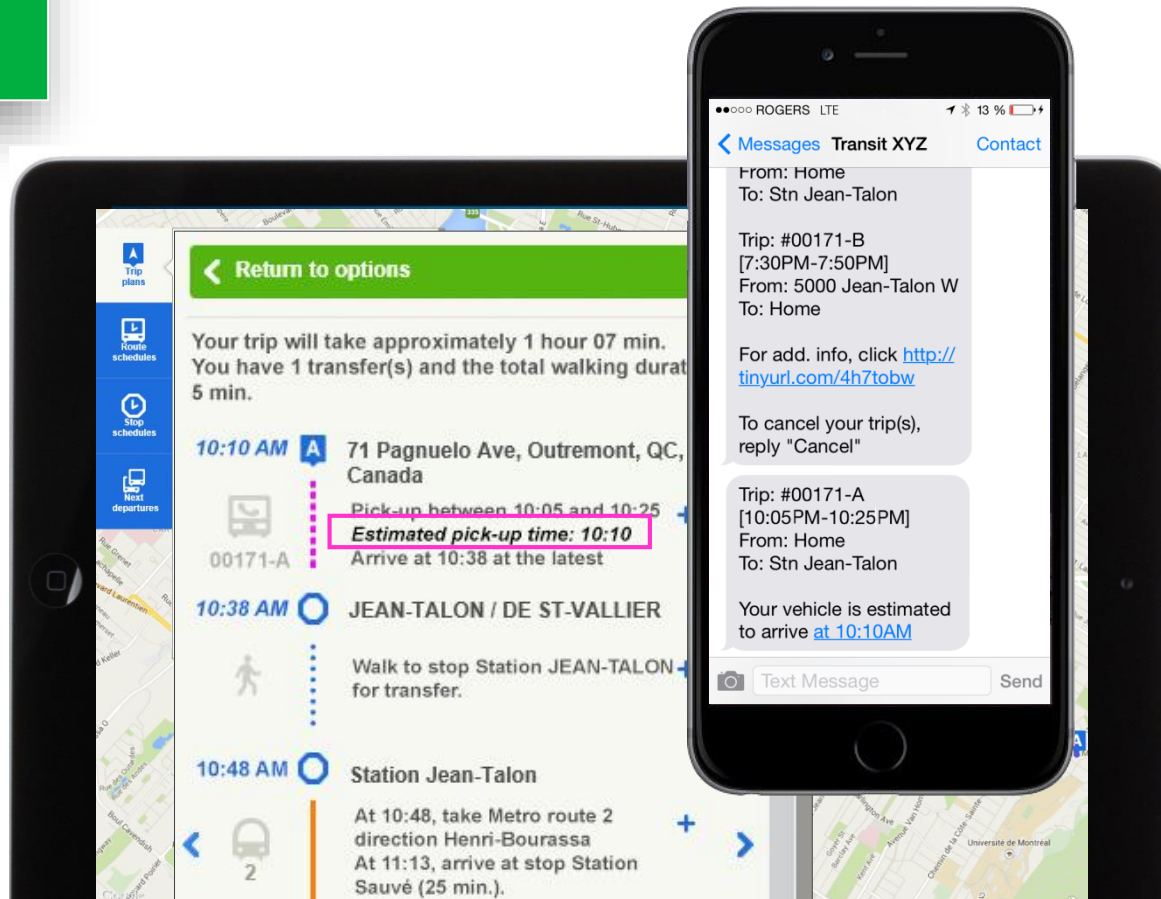 Trip
plans
Route
schedules
Stop
schedules
Next
departures
Return to options
Your trip will take approximately 1 hour 07 min.
You have 1 transfer(s) and the total walking durat
5 min.
10:10 AM A 71 Pagnuelo Ave, Outremont, QC,
Canada
Pick-up between 10:05 and 10:25 +
Estimated pick-up time: 10:10
00171-A Arrive at 10:38 at the latest
10:38 AM JEAN-TALON / DE ST-VALLIER
Walk to stop Station JEAN-TALON +
for transfer.
10:48 AM Station Jean-Talon
At 10:48, take Metro route 2 +
direction Henri-Bourassa
At 11:13, arrive at stop Station
2
Sauvé (25 min.).
ROGERS LTE 13 %
Messages Transit XYZ Contact
From: Home
To: Stn Jean-Talon
Trip: #00171-B
[7:30PM-7:50PM]
From: 5000 Jean-Talon W
To: Home
For add. info, click http://
tinyurl.com/4h7tobw
To cancel your trip(s),
reply "Cancel"
Trip: #00171-A
[10:05PM-10:25PM]
From: Home
To: Stn Jean-Talon
Your vehicle is estimated
to arrive at 10:10AM
Text Message Send
335
Rue St-Hube
A
Universite de Montréal